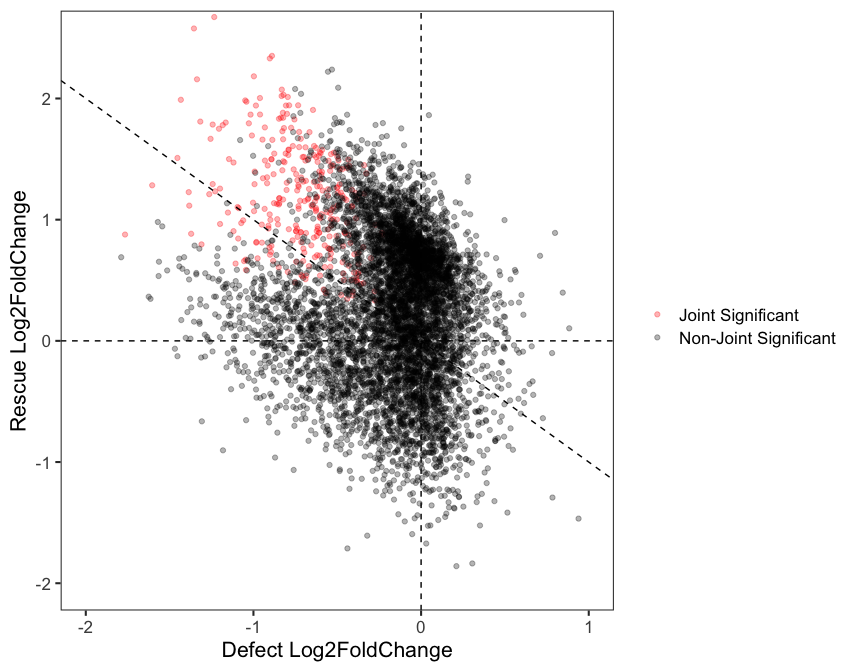 2
1
0
-1
-2
Rescue Log2FoldChange
-2
-1
0
1
Defect Log2FoldChange
Joint Significant
Non-Joint Significant